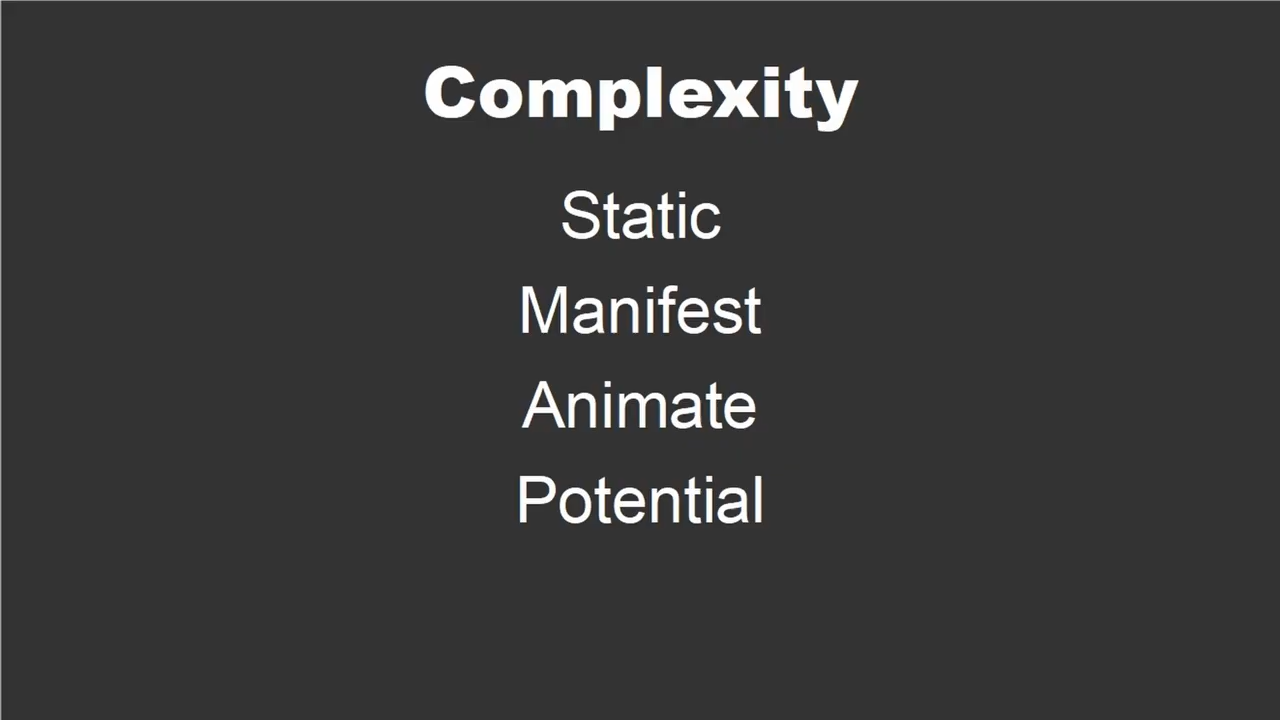 Complexity
Static
Manifest
Animate
Potential